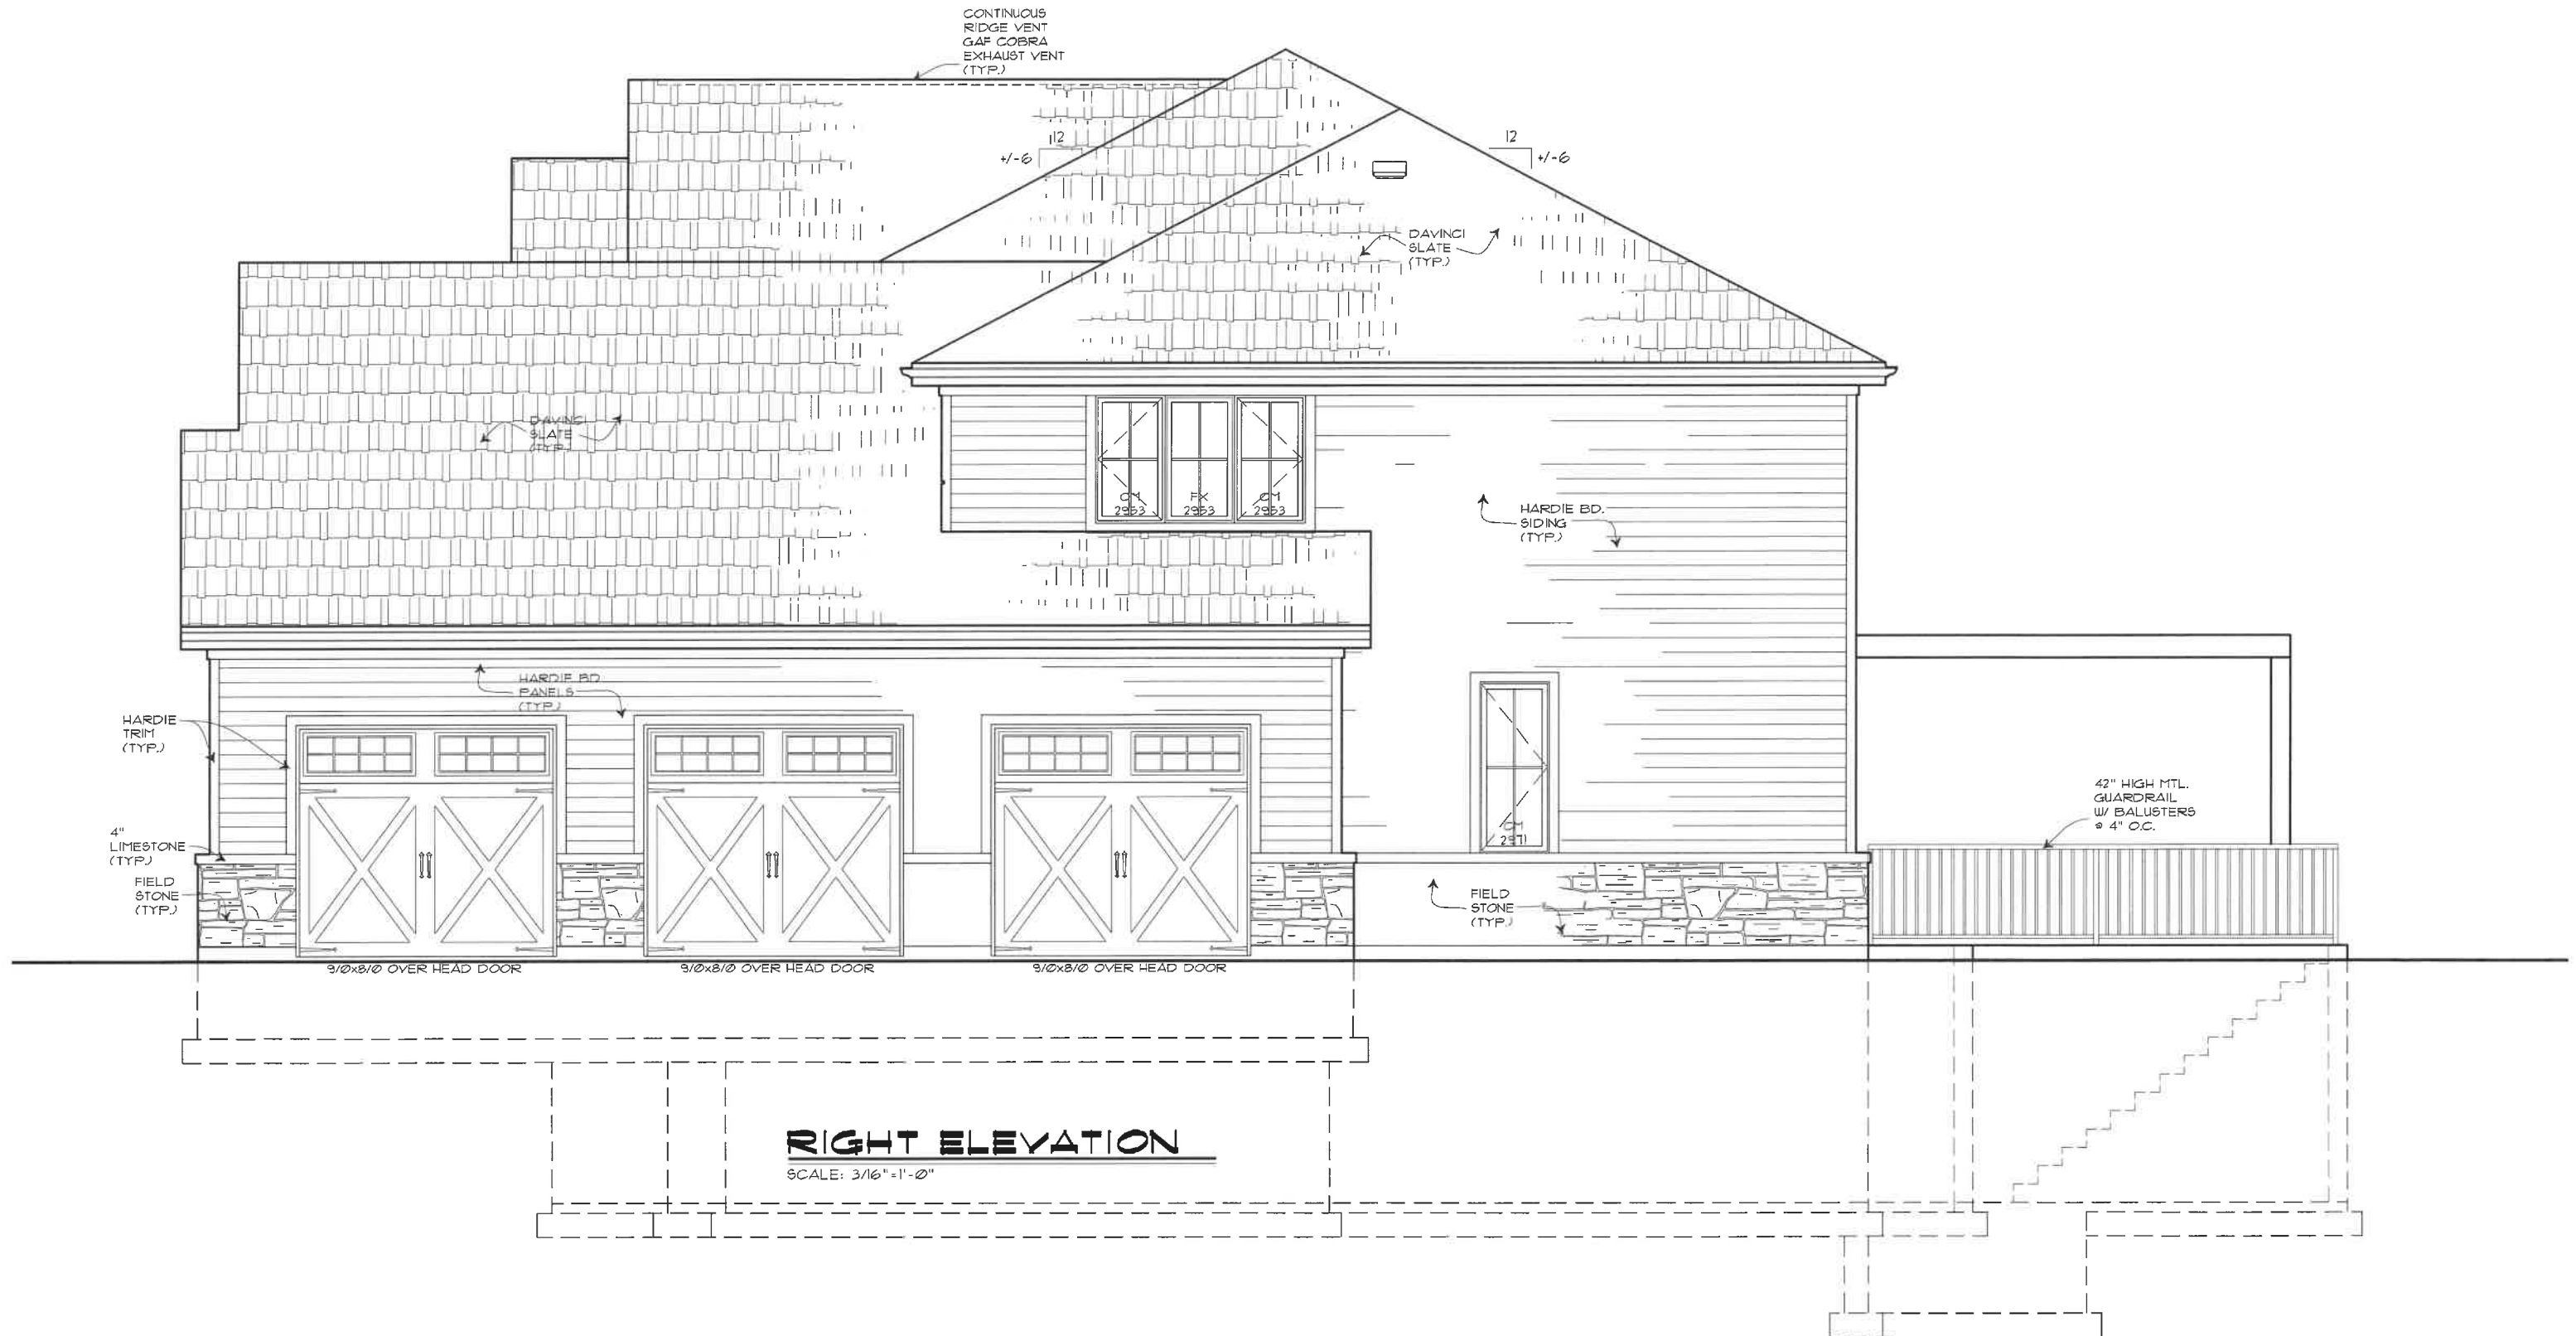 CONTINUOUS
RIDGE VENT
GAF COBRA
EXHAUST VENT
(TYP.)
12
+/-6
12
+/-6
DAVINCI
SLATE
(TYP.)
DAVINCI
SLATE
(TYP.)
CM
2953
FX
2953
CM
2953
HARDIE BD.
SIDING
(TYP.)
HARDIE BD
PANELS
(TYP.)
HARDIE
TRIM
(TYP.)
42" HIGH MTL.
GUARDRAIL
W/ BALUSTERS
@ 4" O.C.
4"
LIMESTONE
(TYP.)
CM
2971
FIELD
STONE
(TYP.)
FIELD
STONE
(TYP.)
9/0x8/0 OVER HEAD DOOR
9/0x8/0 OVER HEAD DOOR
9/0x8/0 OVER HEAD DOOR
RIGHT ELEVATION
SCALE: 3/16"=1'-0"